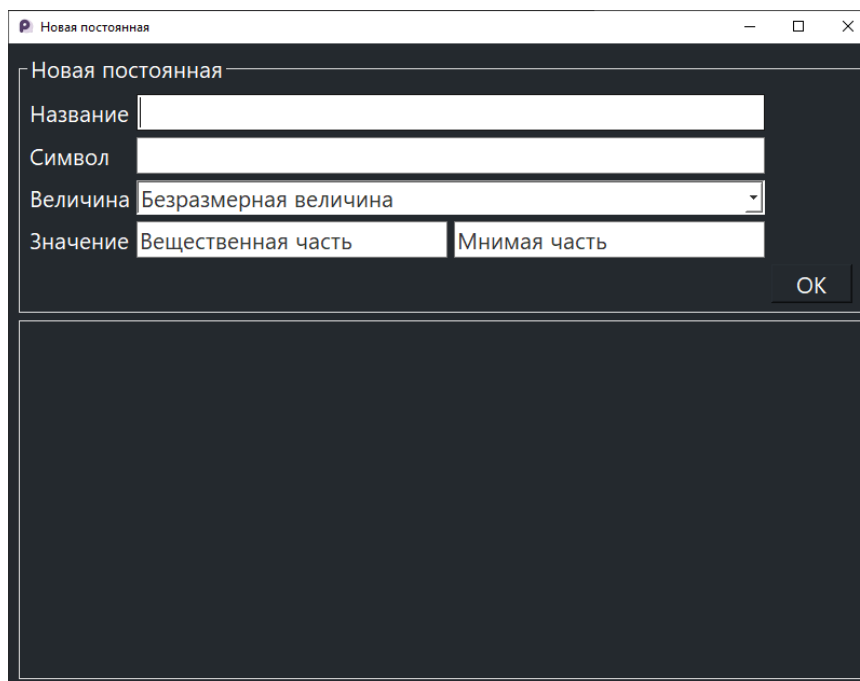 Новая постоянная
Новая постоянная
Название
Символ
Величина Безразмерная величина
Значение Вещественная часть Мнимая часть
OK